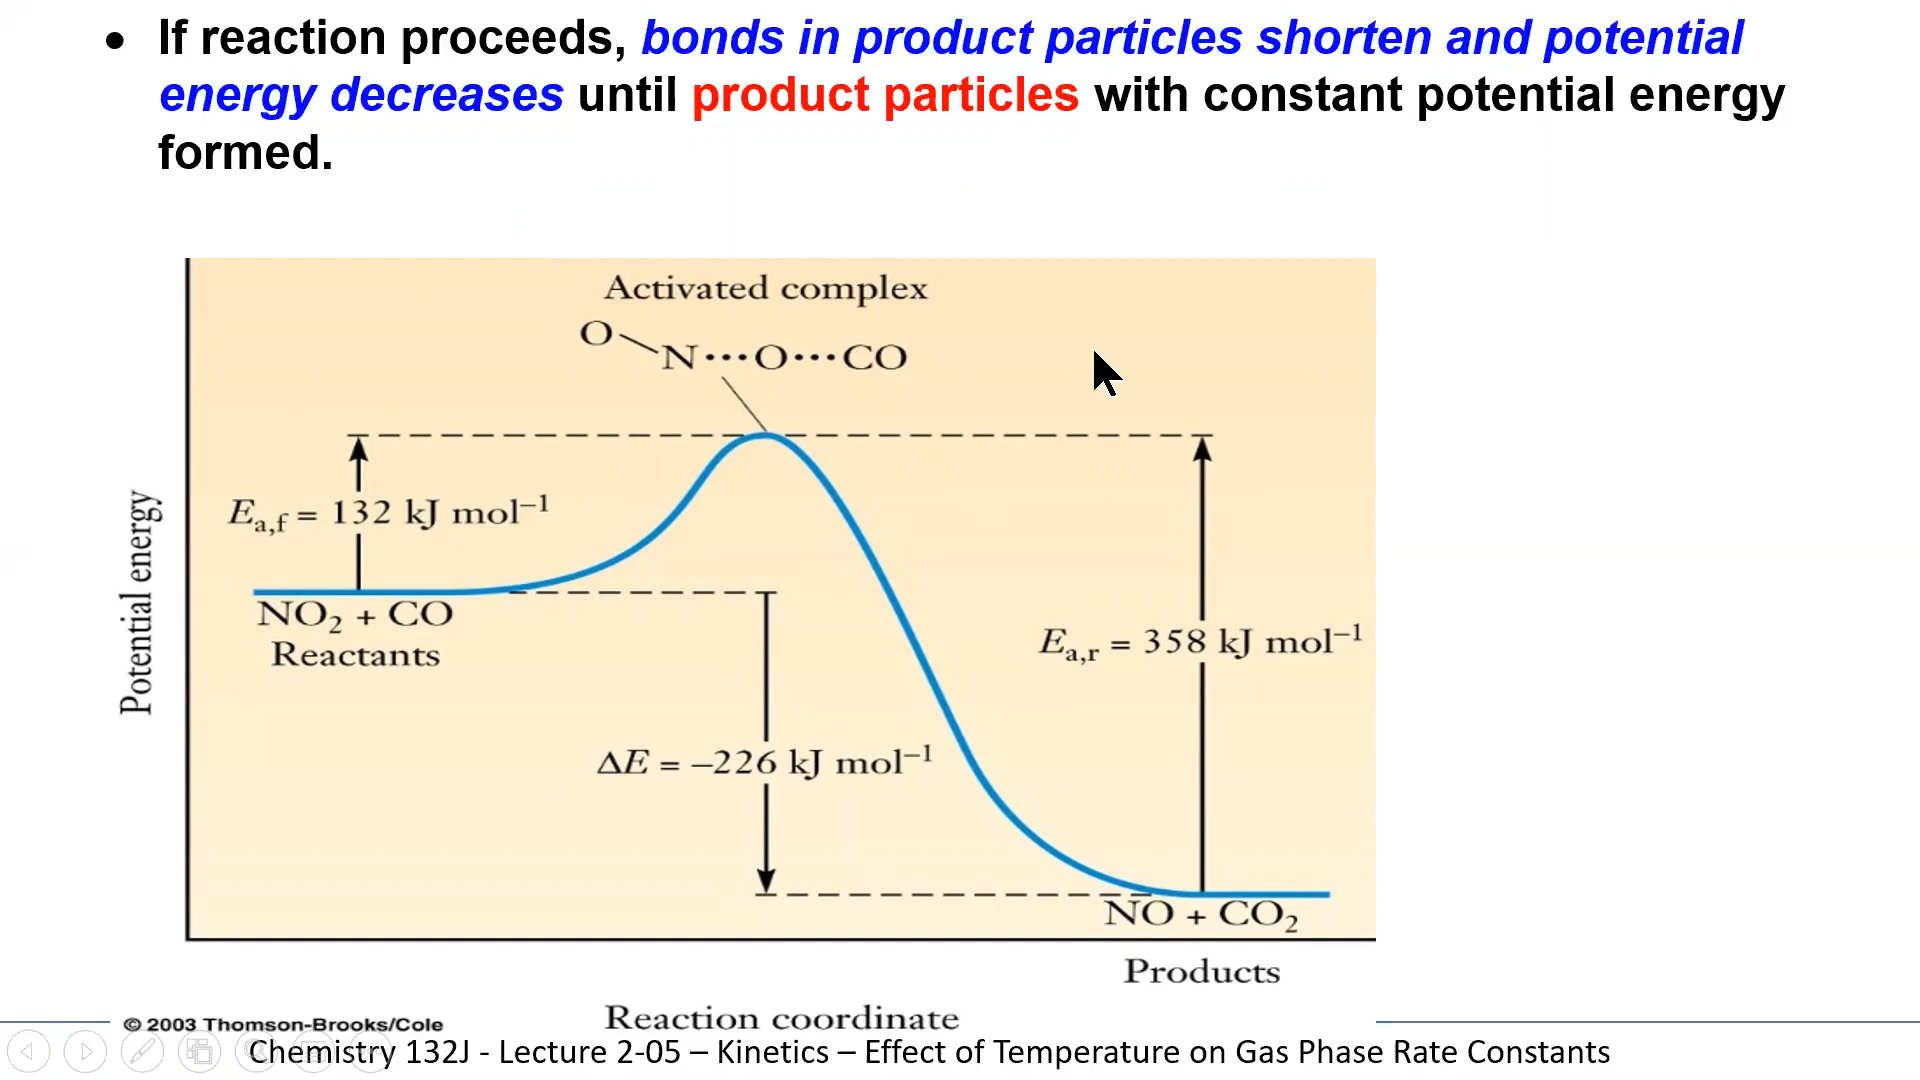 • If reaction proceeds, bonds in product particles shorten and potential
energy decreases until product particles with constant potential energy
formed.
Activated complex
O
N···O···CO
Eₐ,f = 132 kJ mol⁻¹
Potential energy
NO₂ + CO
Reactants
Eₐ,r = 358 kJ mol⁻¹
ΔE = –226 kJ mol⁻¹
NO + CO₂
Products
Reaction coordinate
© 2003 Thomson-Brooks/Cole
Chemistry 132J - Lecture 2-05 – Kinetics – Effect of Temperature on Gas Phase Rate Constants